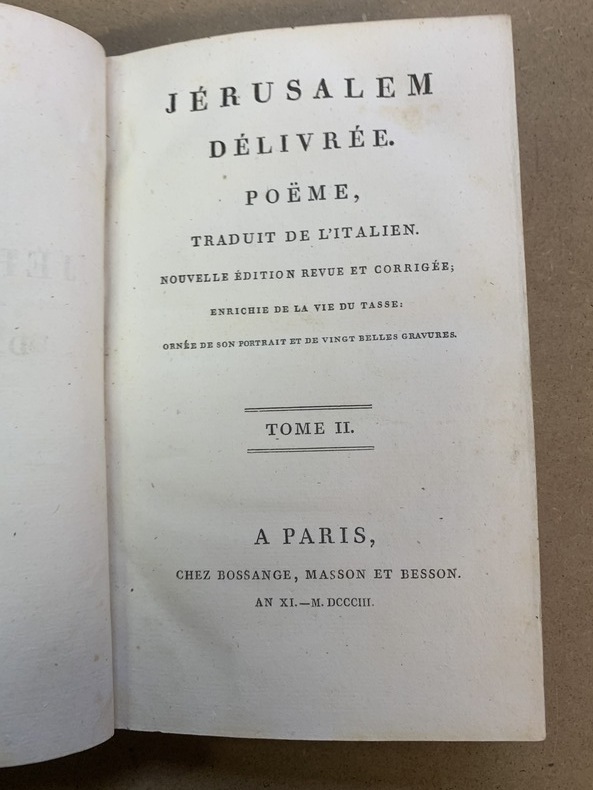 JÉRUSALEM
DÉLIVRÉE.
POËME,
TRADUIT DE L'ITALIEN.
NOUVELLE ÉDITION REVUE ET CORRIGÉE;
ENRICHIE DE LA VIE DU TASSE:
ORNÉE DE SON PORTRAIT ET DE VINGT BELLES GRAVURES.
TOME II.
A PARIS,
CHEZ BOSSANGE, MASSON ET BESSON.
AN XI.—M. DCCCIII.